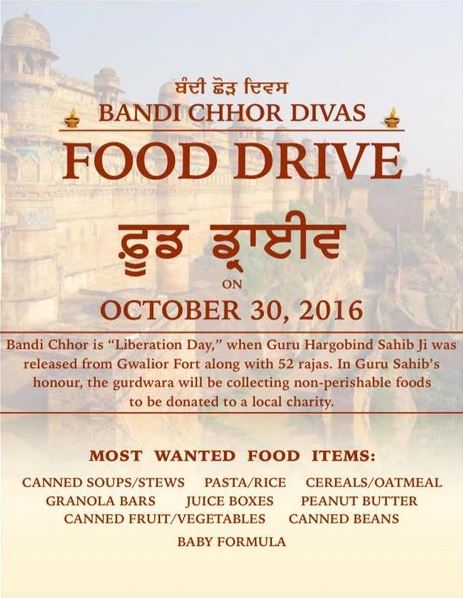 ਬੰਦੀ ਛੋੜ ਦਿਵਸ
BANDI CHHOR DIVAS
FOOD DRIVE
ਫ਼ੂਡ ਡ੍ਰਾਈਵ
ON
OCTOBER 30, 2016
Bandi Chhor is “Liberation Day,” when Guru Hargobind Sahib Ji was
released from Gwalior Fort along with 52 rajas. In Guru Sahib’s
honour, the gurdwara will be collecting non-perishable foods
to be donated to a local charity.
MOST WANTED FOOD ITEMS:
CANNED SOUPS/STEWS PASTA/RICE CEREALS/OATMEAL
GRANOLA BARS JUICE BOXES PEANUT BUTTER
CANNED FRUIT/VEGETABLES CANNED BEANS
BABY FORMULA